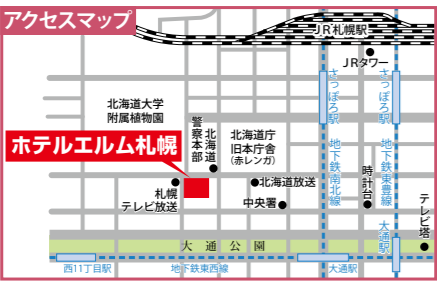 アクセスマップ
JR札幌駅
JRタワー
さっぽろ駅
さっぽろ駅
北海道大学
附属植物園
北海道
警察本部
北海道庁
旧本庁舎
(赤レンガ)
地下鉄南北線
地下鉄東豊線
ホテルエルム札幌
札幌
テレビ放送
北海道放送
中央署
時計台
テレビ塔
大通駅
大通公園
西11丁目駅
地下鉄東西線
大通駅